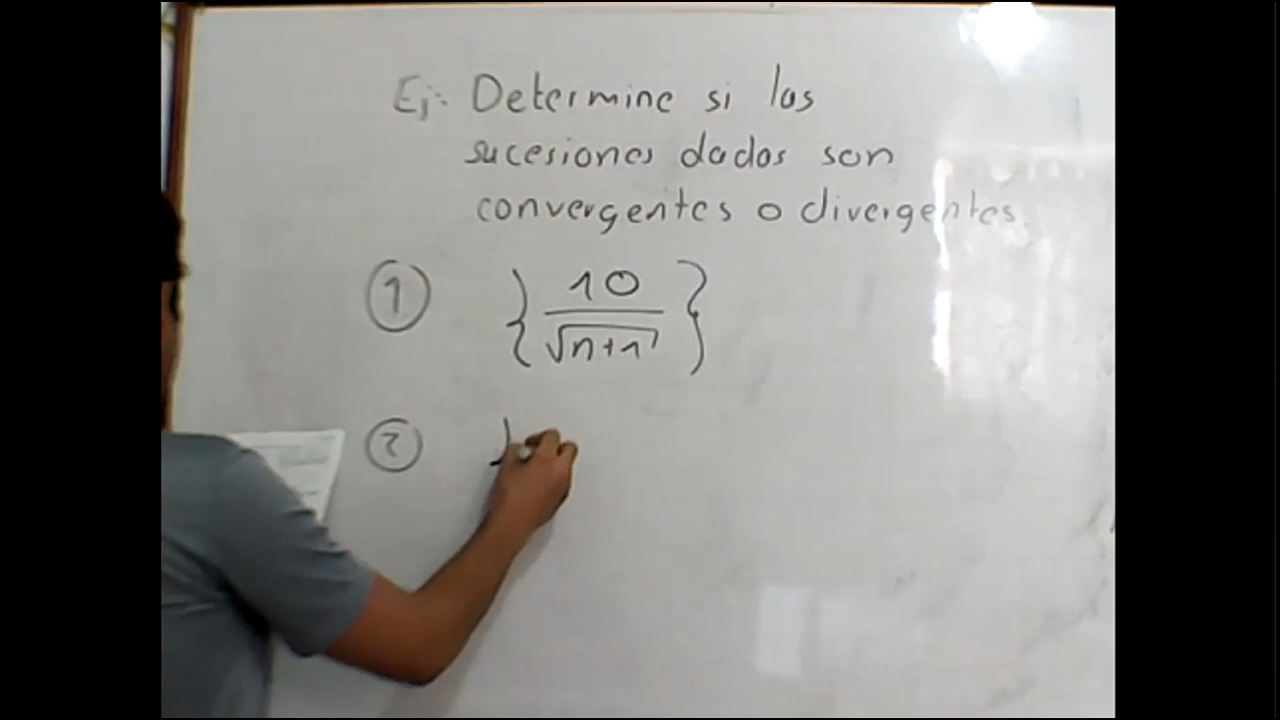 Ej: Determine si las
sucesiones dadas son
convergentes o divergentes.
① {10/√(n+1)}
②